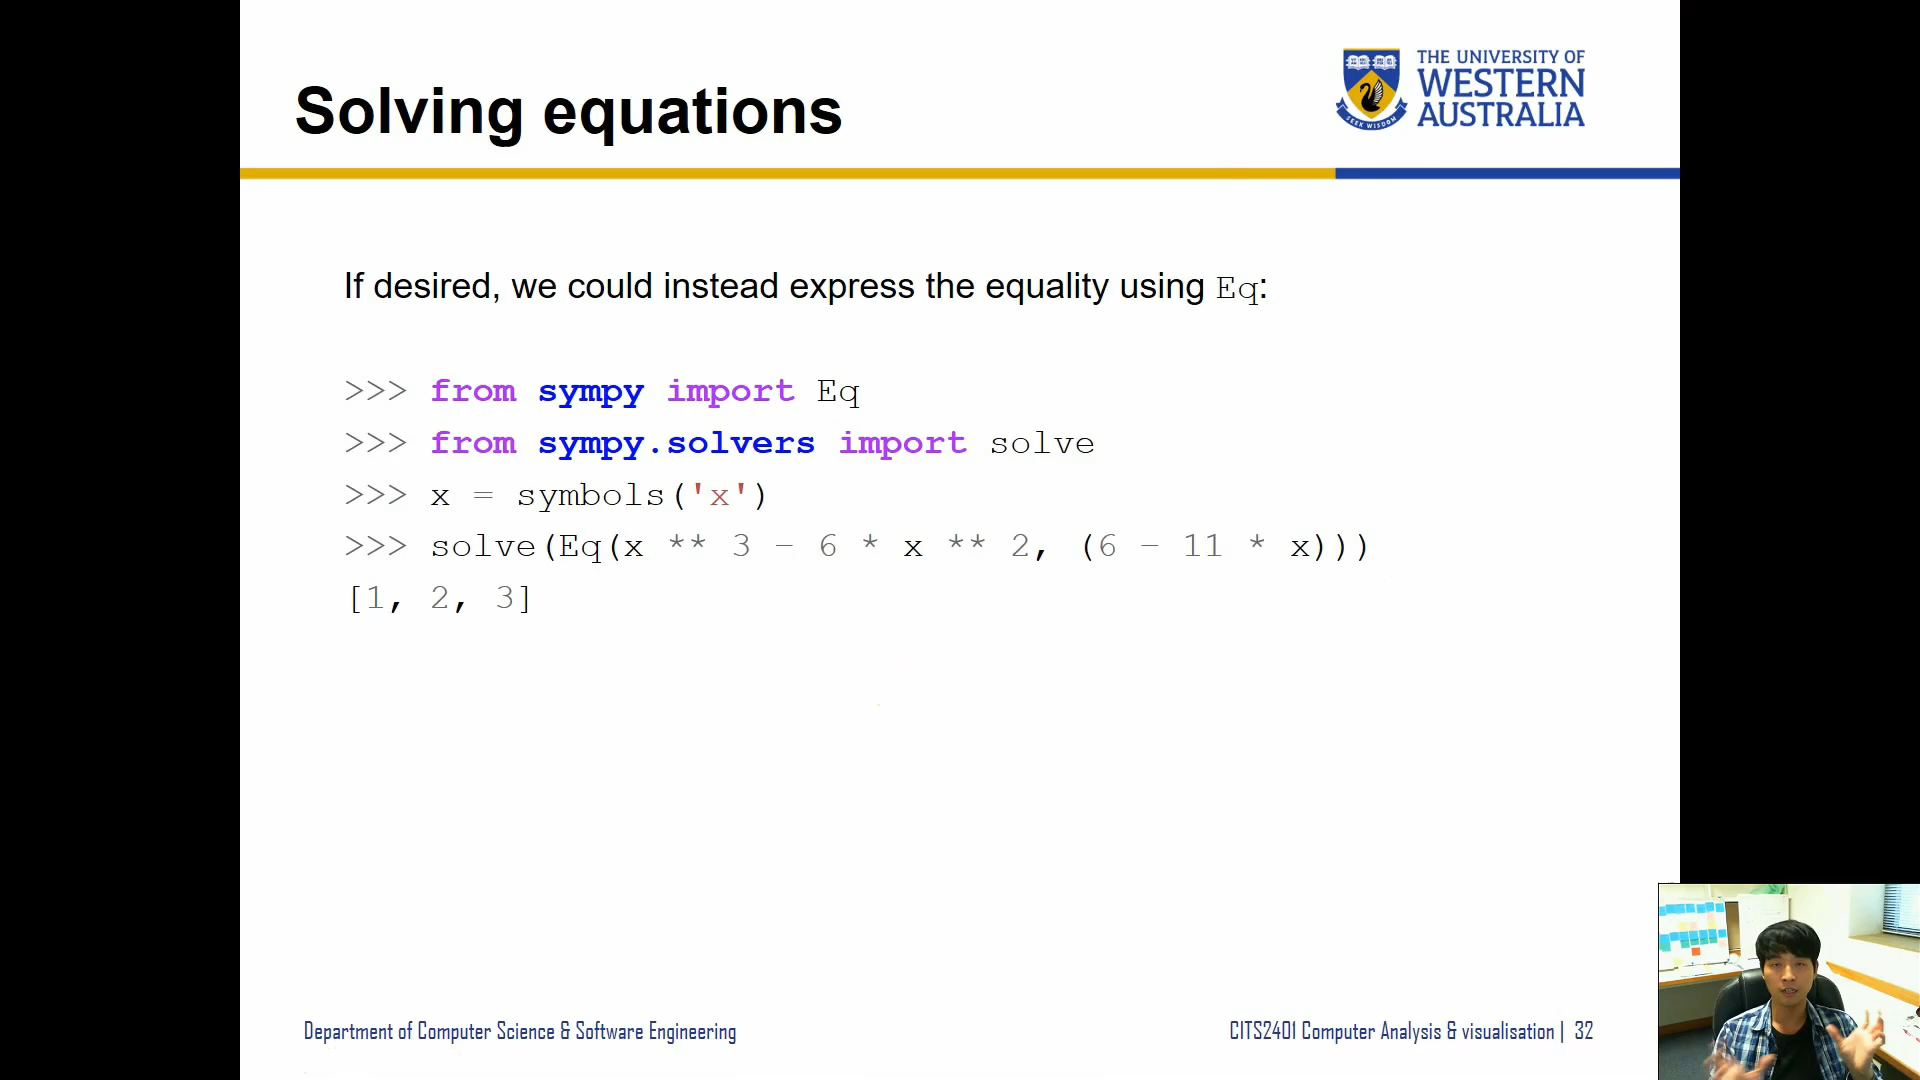 Solving equations
THE UNIVERSITY OF
WESTERN
AUSTRALIA
SEEK WISDOM
If desired, we could instead express the equality using Eq:
>>> from sympy import Eq
>>> from sympy.solvers import solve
>>> x = symbols('x')
>>> solve(Eq(x ** 3 – 6 * x ** 2, (6 – 11 * x)))
[1, 2, 3]
Department of Computer Science & Software Engineering
CITS2401 Computer Analysis & visualisation | 32